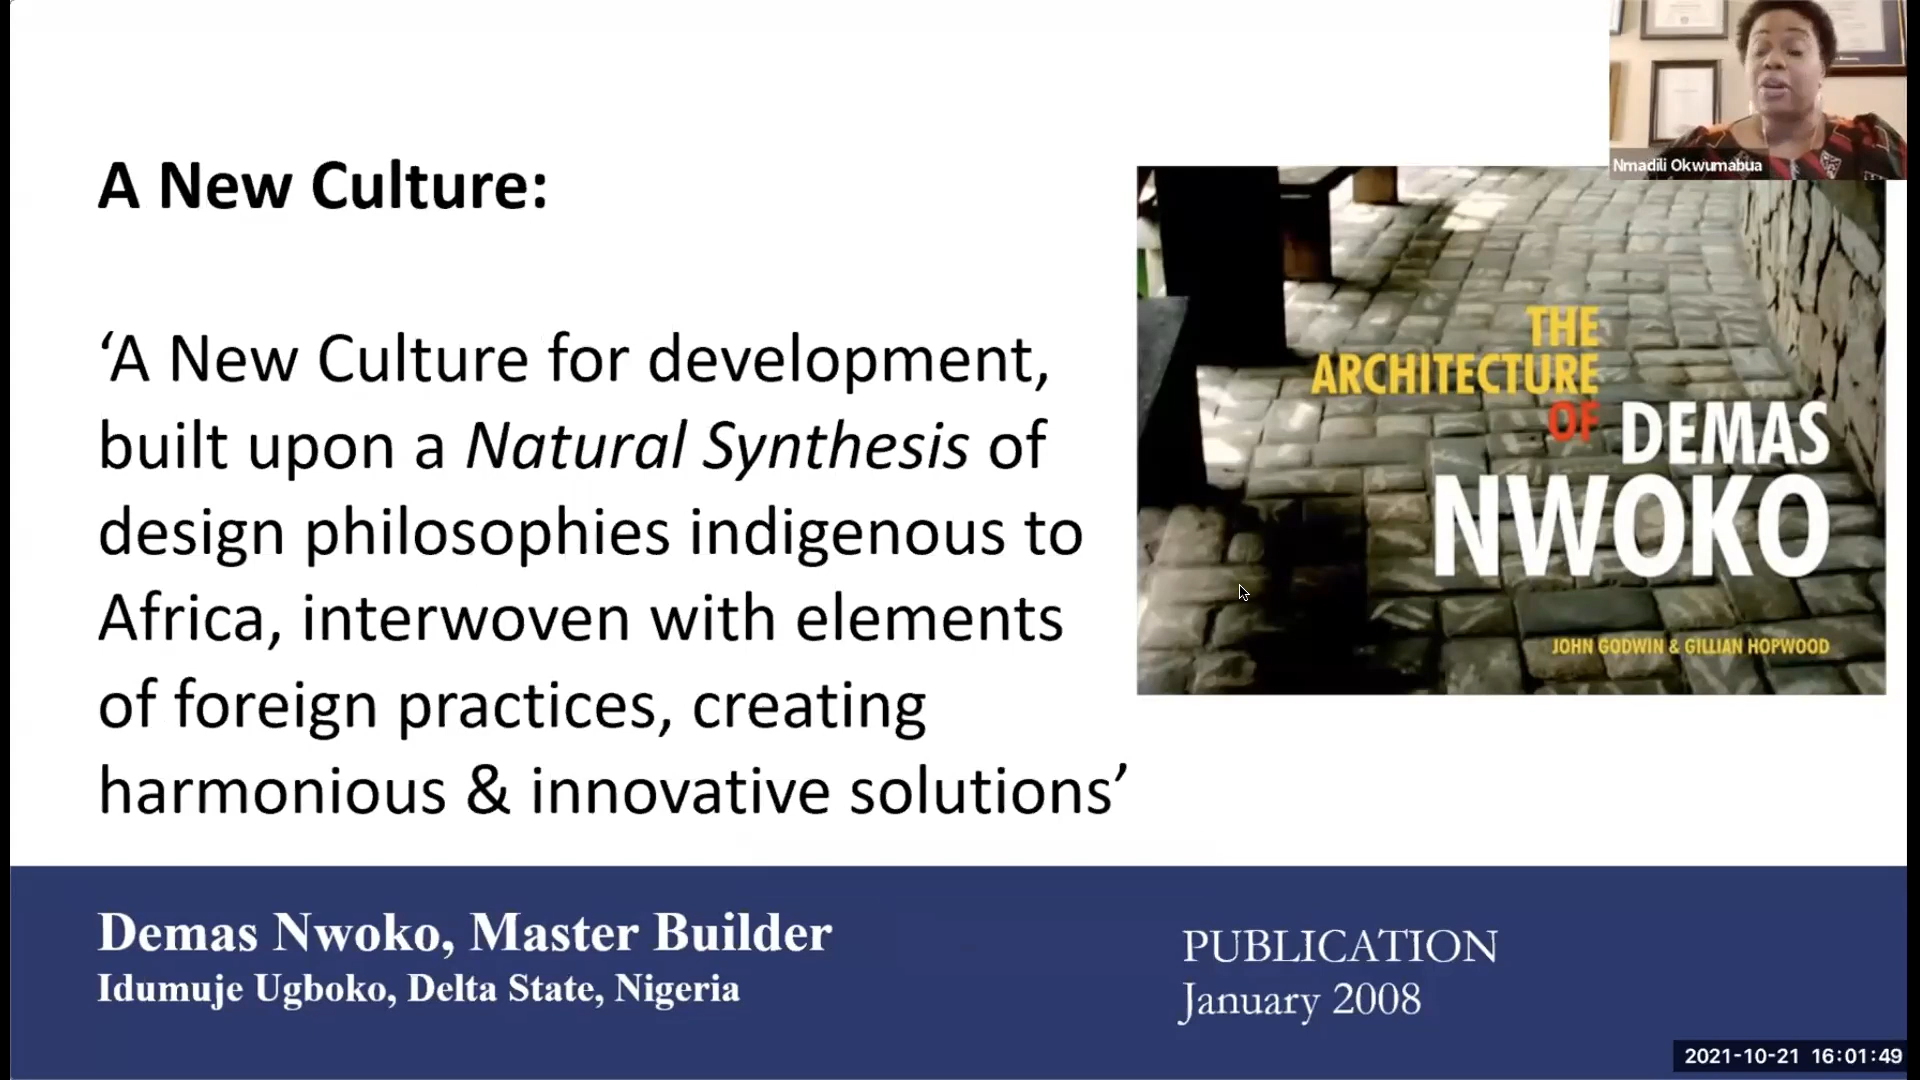 A New Culture:
‘A New Culture for development,
built upon a Natural Synthesis of
design philosophies indigenous to
Africa, interwoven with elements
of foreign practices, creating
harmonious & innovative solutions’
Nmadili Okwumabua
THE
ARCHITECTURE
OF DEMAS
NWOKO
JOHN GODWIN & GILLIAN HOPWOOD
Demas Nwoko, Master Builder
Idumuje Ugboko, Delta State, Nigeria
PUBLICATION
January 2008
2021-10-21 16:01:49